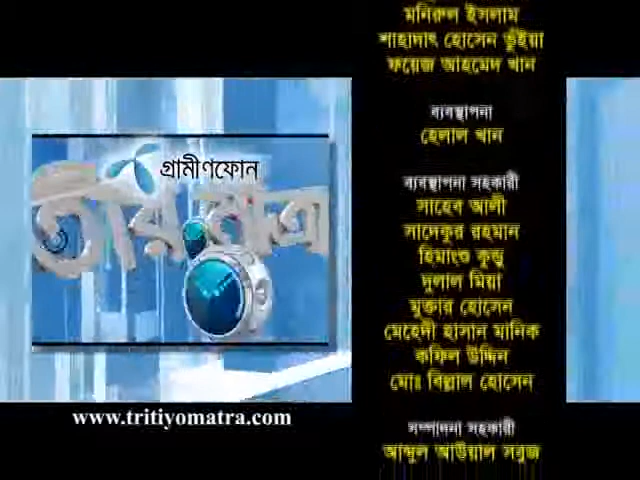 গ্রামীণফোন
তৃতীয় মাত্রা
www.tritiyomatra.com
মনিরুল ইসলাম
শাহাদাৎ হোসেন ভুঁইয়া
ফয়েজ আহমেদ খান
ব্যবস্থাপনা
হেলাল খান
ব্যবস্থাপনা সহকারী
সাহেব আলী
সাদেকুর রহমান
হিমাংশু কুন্ডু
দুলাল মিয়া
মুক্তার হোসেন
মেহেদী হাসান মানিক
কফিল উদ্দিন
মোঃ বিল্লাল হোসেন
সম্পাদনা সহকারী
আব্দুল আউয়াল সবুজ